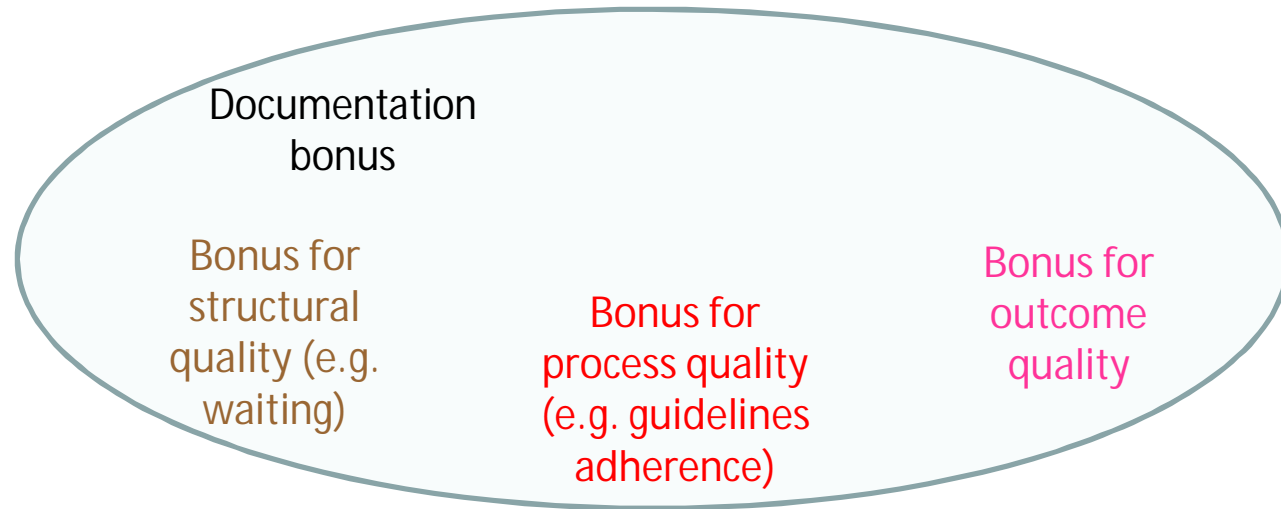 Documentation
bonus
Bonus for
structural
quality (e.g.
waiting)
Bonus for
process quality
(e.g. guidelines
adherence)
Bonus for
outcome
quality